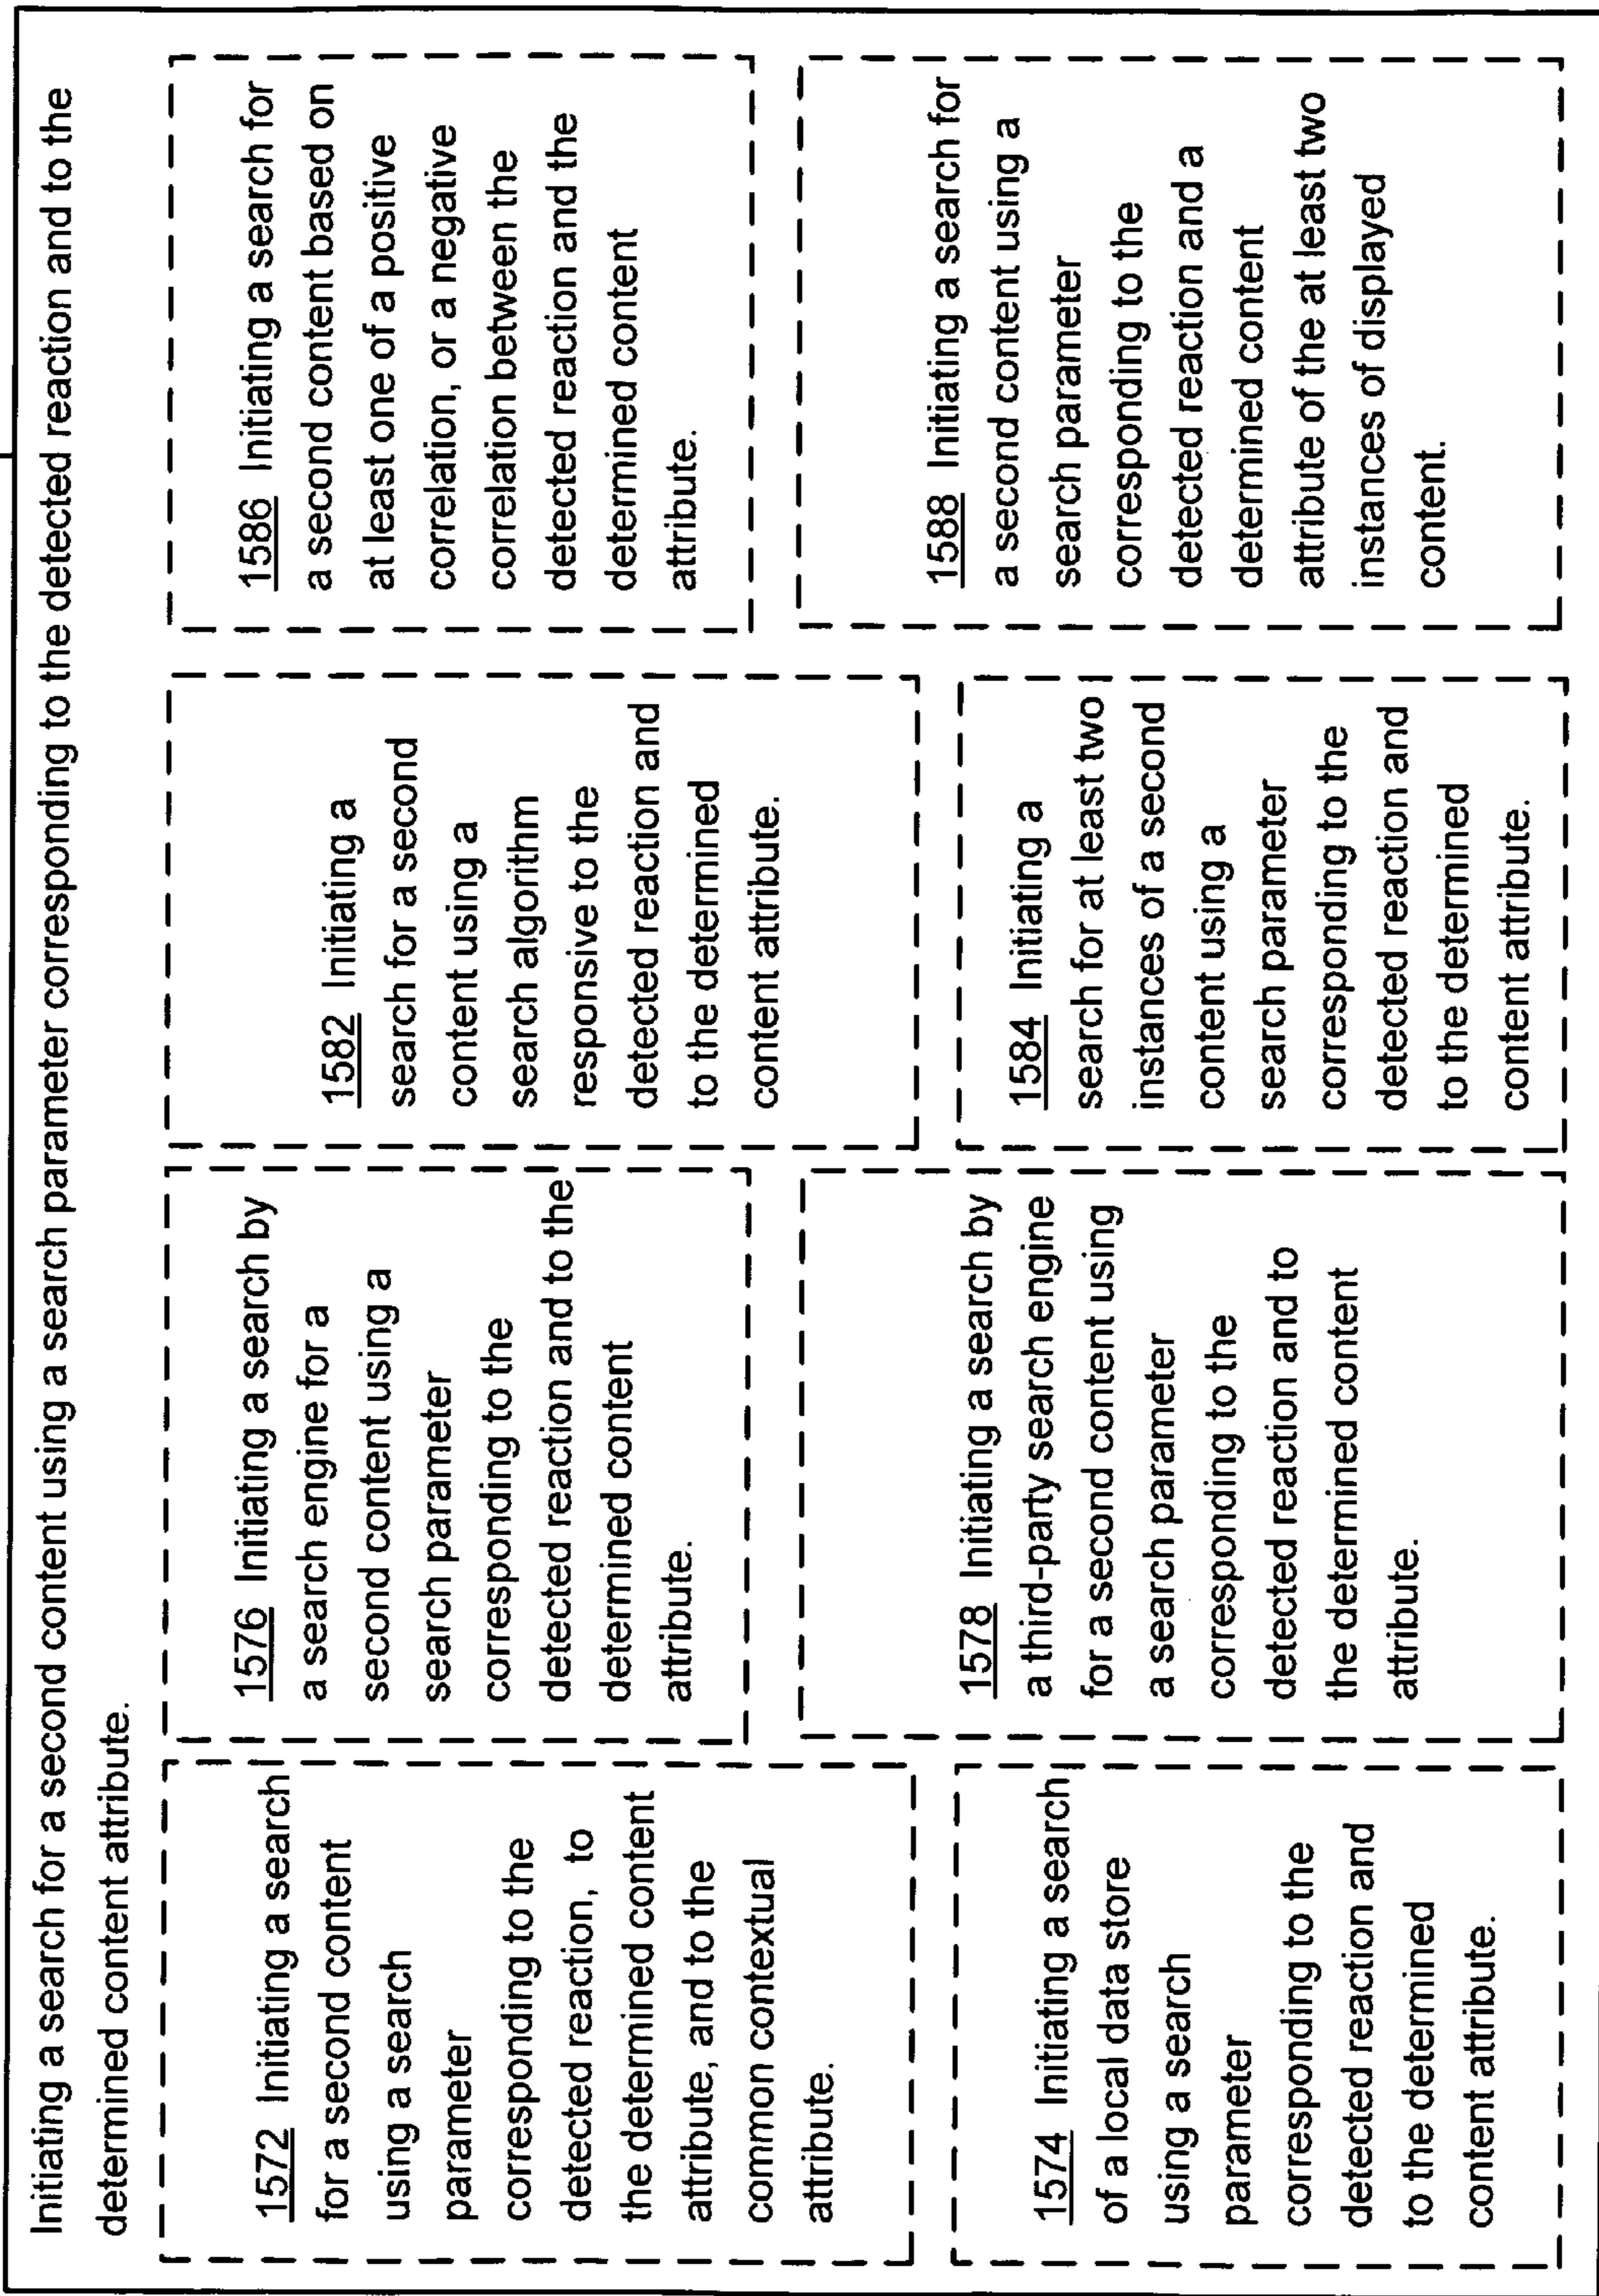 Initiating a search for a second content using a search parameter corresponding to the detected reaction and to the
determined content attribute.
1572 Initiating a search
for a second content
using a search
parameter
corresponding to the
detected reaction, to
the determined content
attribute, and to the
common contextual
attribute.
1574 Initiating a search
of a local data store
using a search
parameter
corresponding to the
detected reaction and
to the determined
content attribute.
1576 Initiating a search by
a search engine for a
second content using a
search parameter
corresponding to the
detected reaction and to the
determined content
attribute.
1578 Initiating a search by
a third-party search engine
for a second content using
a search parameter
corresponding to the
detected reaction and to
the determined content
attribute.
1582 Initiating a
search for a second
content using a
search algorithm
responsive to the
detected reaction and
to the determined
content attribute.
1584 Initiating a
search for at least two
instances of a second
content using a
search parameter
corresponding to the
detected reaction and
to the determined
content attribute.
1586 Initiating a search for
a second content based on
at least one of a positive
correlation, or a negative
correlation between the
detected reaction and the
determined content
attribute.
1588 Initiating a search for
a second content using a
search parameter
corresponding to the
detected reaction and a
determined content
attribute of the at least two
instances of displayed
content.